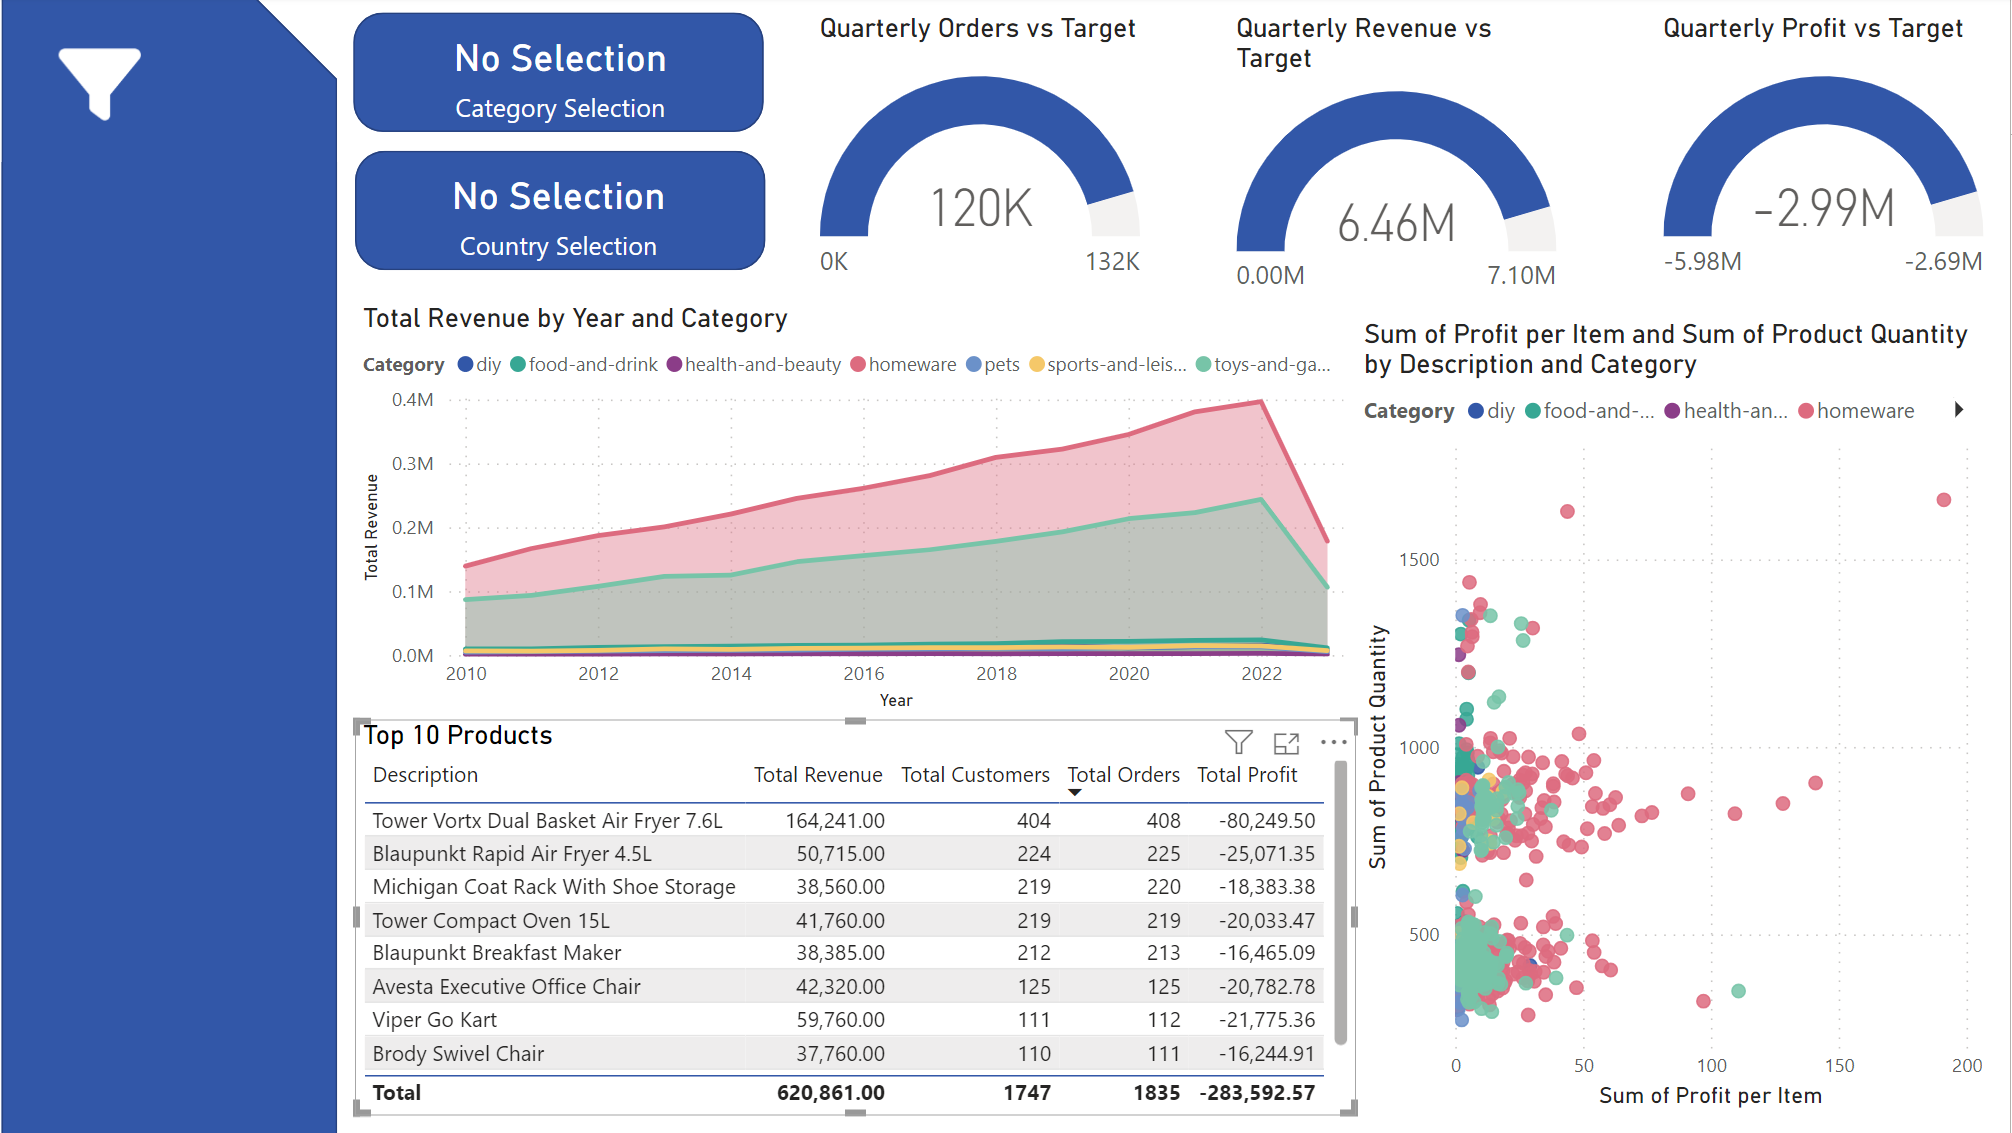 No Selection
Category Selection
No Selection
Country Selection
Quarterly Orders vs Target
120K
0K
132K
Quarterly Revenue vs
Target
6.46M
0.00M
7.10M
Quarterly Profit vs Target
-2.99M
-5.98M
-2.69M
Total Revenue by Year and Category
Category diy food-and-drink health-and-beauty homeware pets sports-and-leis... toys-and-ga...
Total Revenue
0.4M
0.3M
0.2M
0.1M
0.0M
2010 2012 2014 2016 2018 2020 2022
Year
Top 10 Products
Description Total Revenue Total Customers Total Orders Total Profit
Tower Vortx Dual Basket Air Fryer 7.6L 164,241.00 404 408 -80,249.50
Blaupunkt Rapid Air Fryer 4.5L 50,715.00 224 225 -25,071.35
Michigan Coat Rack With Shoe Storage 38,560.00 219 220 -18,383.38
Tower Compact Oven 15L 41,760.00 219 219 -20,033.47
Blaupunkt Breakfast Maker 38,385.00 212 213 -16,465.09
Avesta Executive Office Chair 42,320.00 125 125 -20,782.78
Viper Go Kart 59,760.00 111 112 -21,775.36
Brody Swivel Chair 37,760.00 110 111 -16,244.91
Total 620,861.00 1747 1835 -283,592.57
Sum of Profit per Item and Sum of Product Quantity
by Description and Category
Category diy food-and-... health-an... homeware
Sum of Product Quantity
1500
1000
500
0 50 100 150 200
Sum of Profit per Item